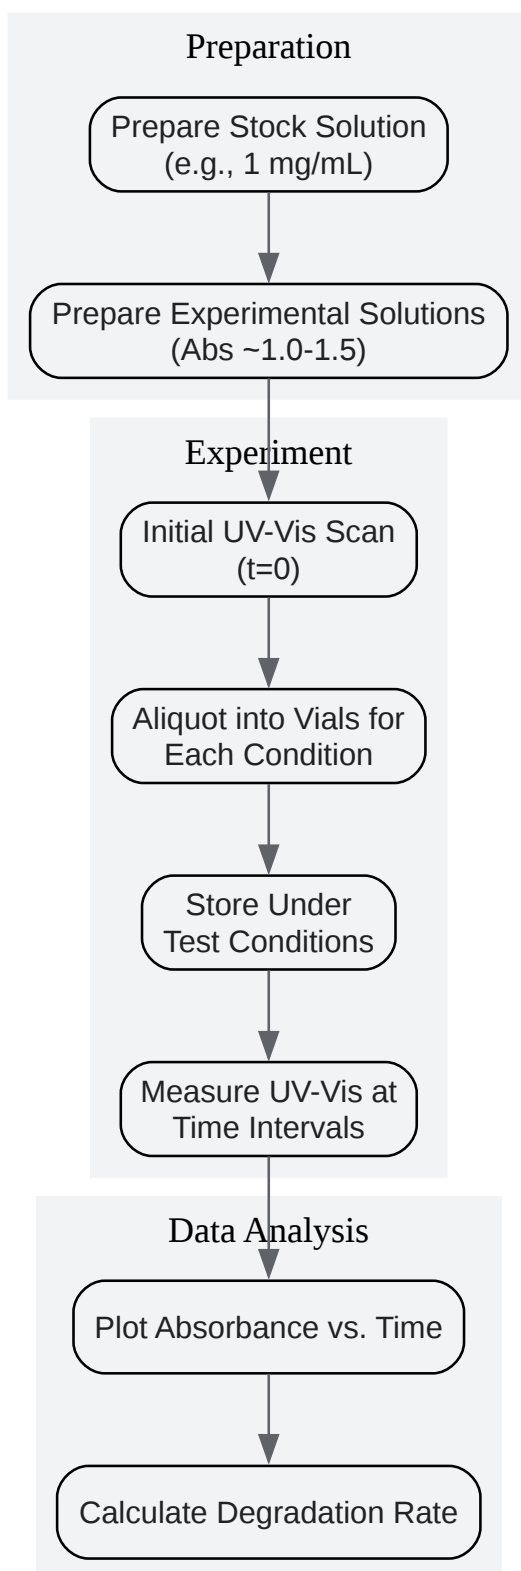 Preparation
Prepare Stock Solution
(e.g., 1 mg/mL)
Prepare Experimental Solutions
(Abs ~1.0-1.5)
Experiment
Initial UV-Vis Scan
(t=0)
Aliquot into Vials for
Each Condition
Store Under
Test Conditions
Measure UV-Vis at
Time Intervals
Data Analysis
Plot Absorbance vs. Time
Calculate Degradation Rate